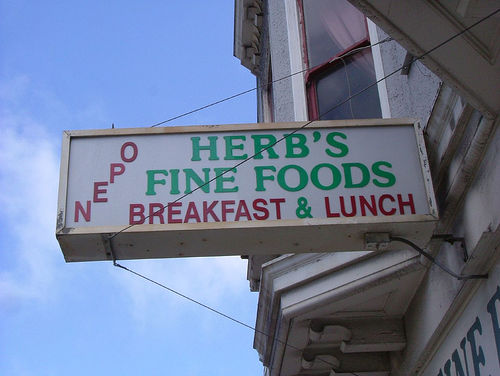 HERB'S
FINE FOODS
BREAKFAST & LUNCH
OPEN